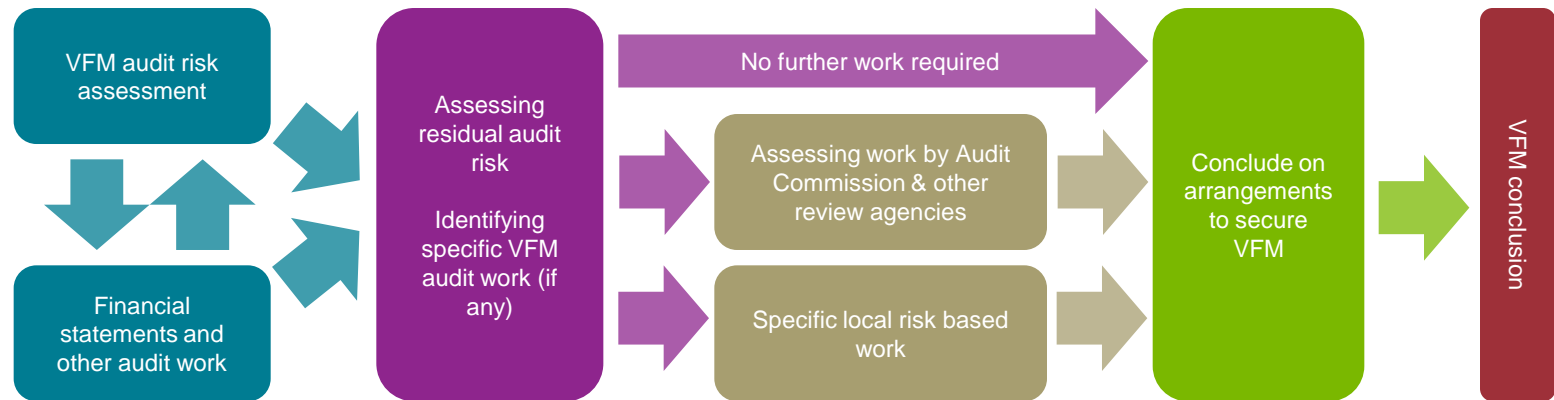 VFM audit risk
assessment
Financial
statements and
other audit work
Assessing
residual audit
risk
Identifying
specific VFM
audit work (if
any)
No further work required
Assessing work by Audit
Commission & other
review agencies
Specific local risk based
work
Conclude on
arrangements
to secure
VFM
VFM conclusion